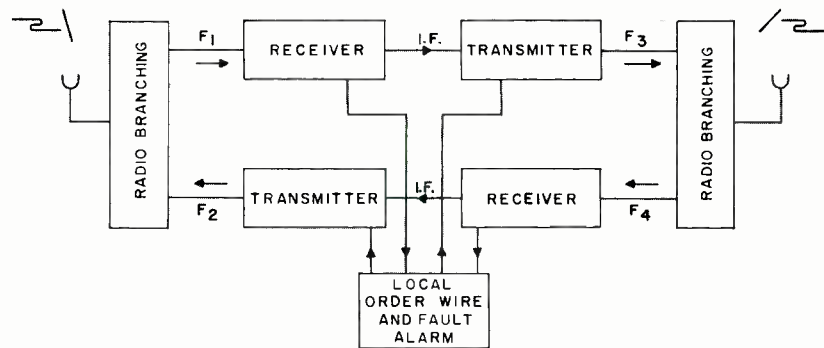 F1
RECEIVER
I.F.
TRANSMITTER
F3
RADIO BRANCHING
RADIO BRANCHING
F2
TRANSMITTER
I.F.
RECEIVER
F4
LOCAL
ORDER WIRE
AND FAULT
ALARM